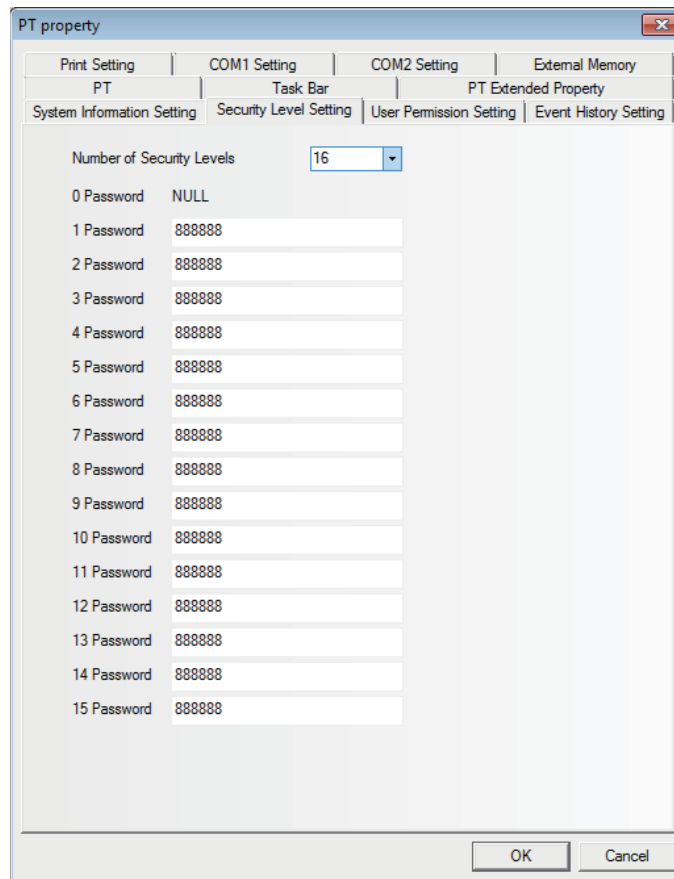 PT property
Print Setting COM1 Setting COM2 Setting External Memory
PT Task Bar PT Extended Property
System Information Setting Security Level Setting User Permission Setting Event History Setting
Number of Security Levels 16
0 Password NULL
1 Password 888888
2 Password 888888
3 Password 888888
4 Password 888888
5 Password 888888
6 Password 888888
7 Password 888888
8 Password 888888
9 Password 888888
10 Password 888888
11 Password 888888
12 Password 888888
13 Password 888888
14 Password 888888
15 Password 888888
OK Cancel